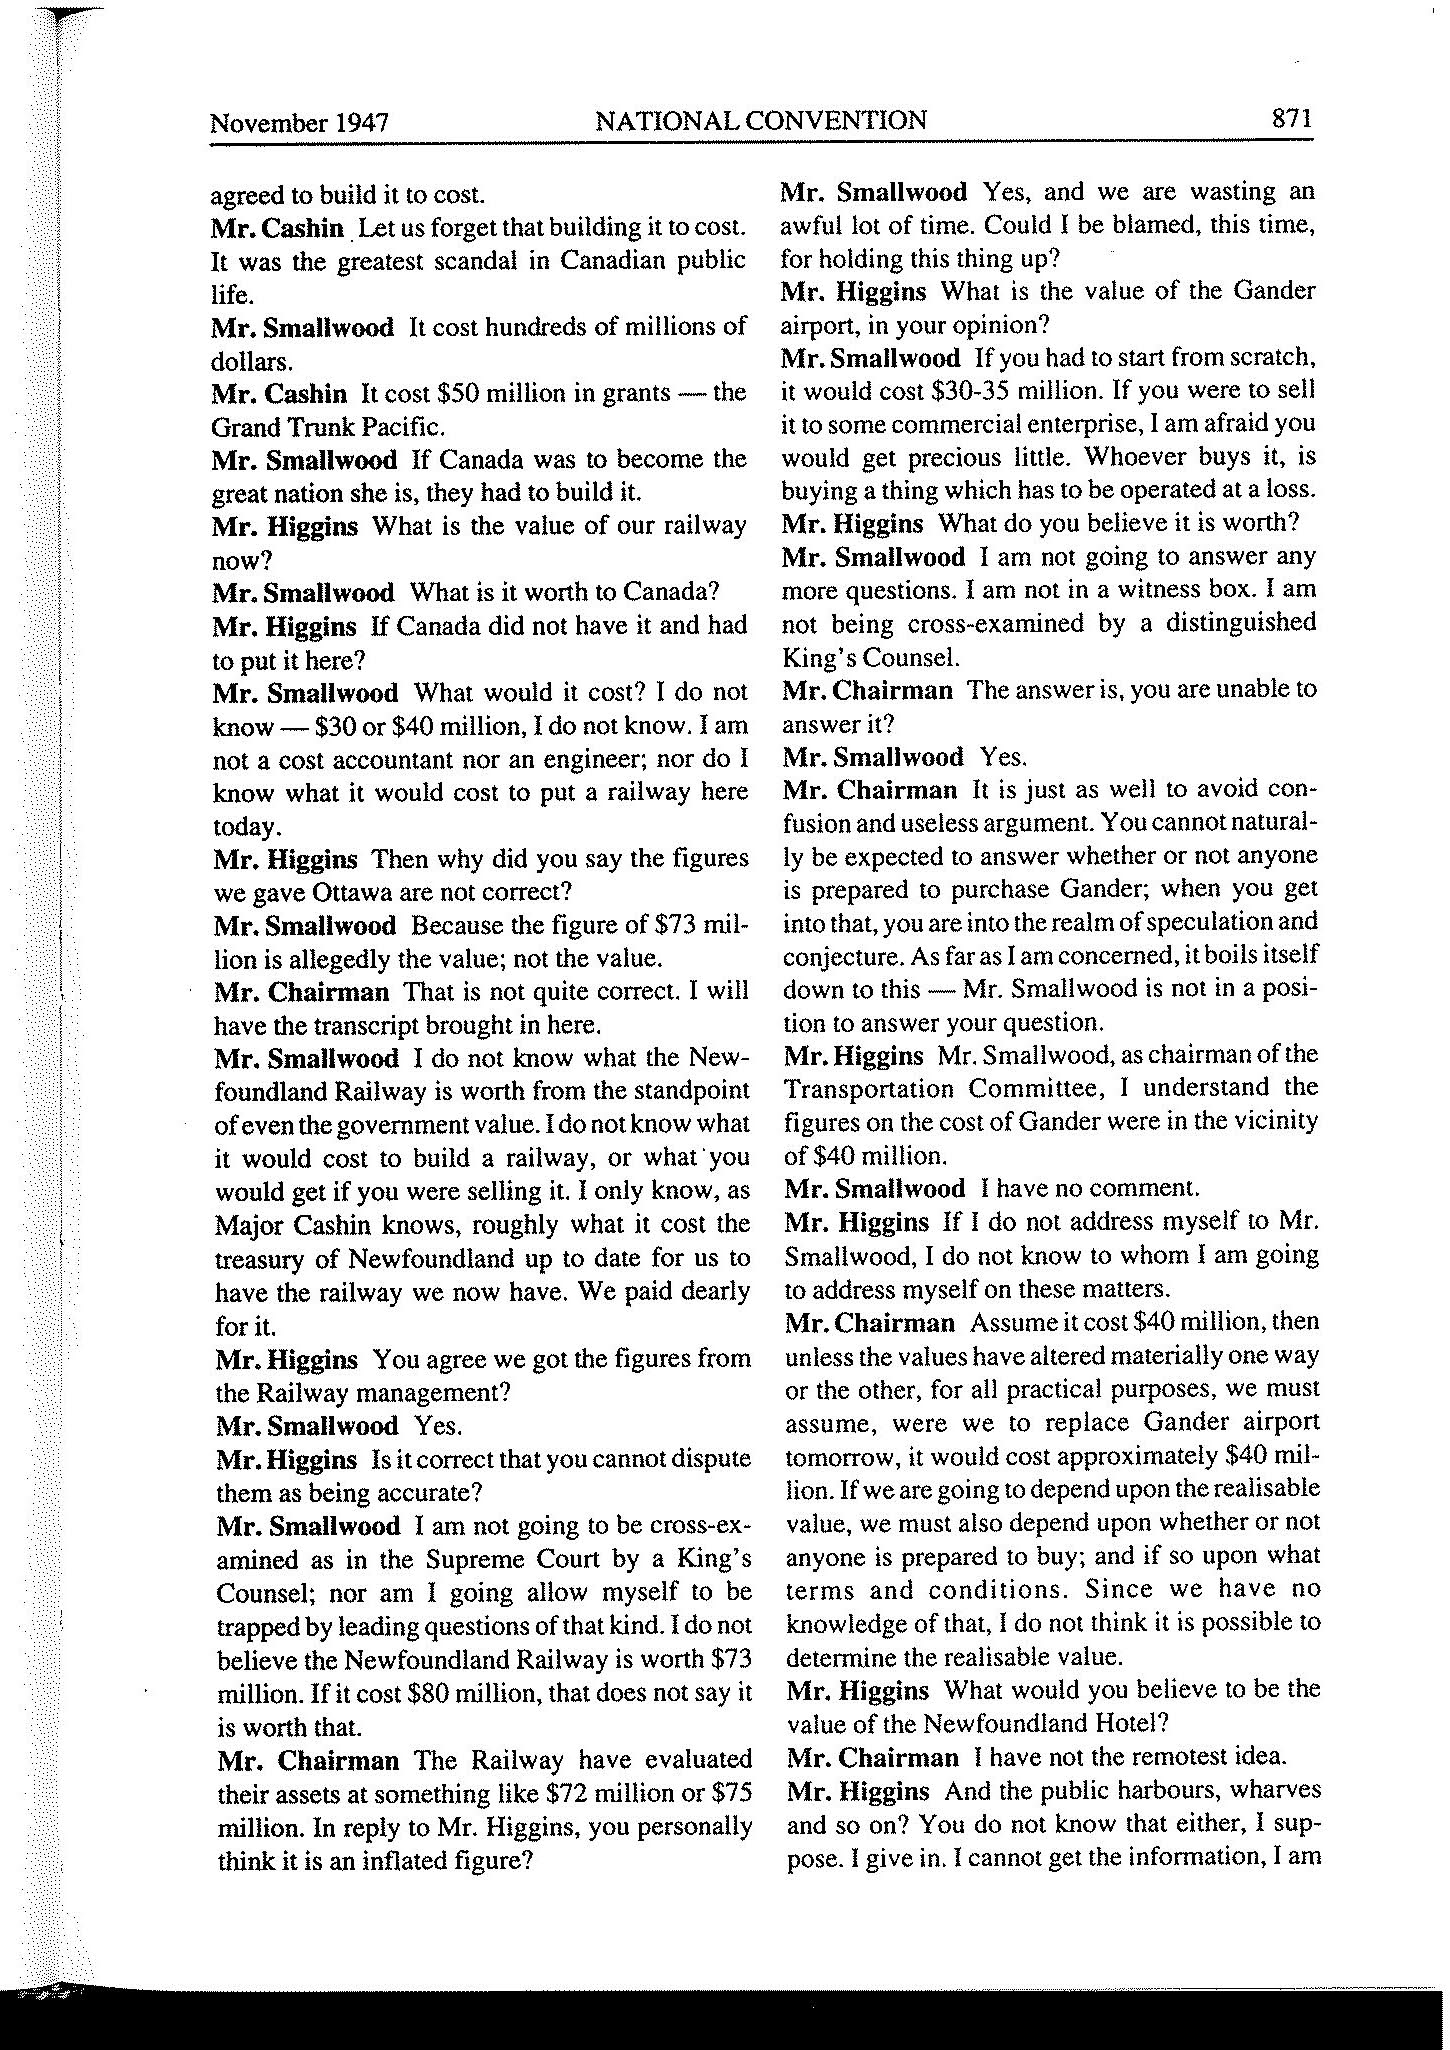 November 1947 NATIONAL CONVENTION 871
agreed to build it to cost.
Mr. Cashin Let us forget that building it to cost.
It was the greatest scandal in Canadian public
life.
Mr. Smallwood It cost hundreds of millions of
dollars.
Mr. Cashin It cost $50 million in grants — the
Grand Trunk Pacific.
Mr. Smallwood If Canada was to become the
great nation she is, they had to build it.
Mr. Higgins What is the value of our railway
now?
Mr. Smallwood What is it worth to Canada?
Mr. Higgins If Canada did not have it and had
to put it here?
Mr. Smallwood What would it cost? I do not
know — $30 or $40 million, I do not know. I am
not a cost accountant nor an engineer; nor do I
know what it would cost to put a railway here
today.
Mr. Higgins Then why did you say the figures
we gave Ottawa are not correct?
Mr. Smallwood Because the figure of $73 mil-
lion is allegedly the value; not the value.
Mr. Chairman That is not quite correct. I will
have the transcript brought in here.
Mr. Smallwood I do not know what the New-
foundland Railway is worth from the standpoint
of even the government value. I do not know what
it would cost to build a railway, or what you
would get if you were selling it. I only know, as
Major Cashin knows, roughly what it cost the
treasury of Newfoundland up to date for us to
have the railway we now have. We paid dearly
for it.
Mr. Higgins You agree we got the figures from
the Railway management?
Mr. Smallwood Yes.
Mr. Higgins Is it correct that you cannot dispute
them as being accurate?
Mr. Smallwood I am not going to be cross-ex-
amined as in the Supreme Court by a King's
Counsel; nor am I going allow myself to be
trapped by leading questions of that kind. I do not
believe the Newfoundland Railway is worth $73
million. If it cost $80 million, that does not say it
is worth that.
Mr. Chairman The Railway have evaluated
their assets at something like $72 million or $75
million. In reply to Mr. Higgins, you personally
think it is an inflated figure?
Mr. Smallwood Yes, and we are wasting an
awful lot of time. Could I be blamed, this time,
for holding this thing up?
Mr. Higgins What is the value of the Gander
airport, in your opinion?
Mr. Smallwood If you had to start from scratch,
it would cost $30-35 million. If you were to sell
it to some commercial enterprise, I am afraid you
would get precious little. Whoever buys it, is
buying a thing which has to be operated at a loss.
Mr. Higgins What do you believe it is worth?
Mr. Smallwood I am not going to answer any
more questions. I am not in a witness box. I am
not being cross-examined by a distinguished
King's Counsel.
Mr. Chairman The answer is, you are unable to
answer it?
Mr. Smallwood Yes.
Mr. Chairman It is just as well to avoid con-
fusion and useless argument. You cannot natural-
ly be expected to answer whether or not anyone
is prepared to purchase Gander; when you get
into that, you are into the realm of speculation and
conjecture. As far as I am concerned, it boils itself
down to this — Mr. Smallwood is not in a posi-
tion to answer your question.
Mr. Higgins Mr. Smallwood, as chairman of the
Transportation Committee, I understand the
figures on the cost of Gander were in the vicinity
of $40 million.
Mr. Smallwood I have no comment.
Mr. Higgins If I do not address myself to Mr.
Smallwood, I do not know to whom I am going
to address myself on these matters.
Mr. Chairman Assume it cost $40 million, then
unless the values have altered materially one way
or the other, for all practical purposes, we must
assume, were we to replace Gander airport
tomorrow, it would cost approximately $40 mil-
lion. If we are going to depend upon the realisable
value, we must also depend upon whether or not
anyone is prepared to buy; and if so upon what
terms and conditions. Since we have no
knowledge of that, I do not think it is possible to
determine the realisable value.
Mr. Higgins What would you believe to be the
value of the Newfoundland Hotel?
Mr. Chairman I have not the remotest idea.
Mr. Higgins And the public harbours, wharves
and so on? You do not know that either, I sup-
pose. I give in. I cannot get the information, I am